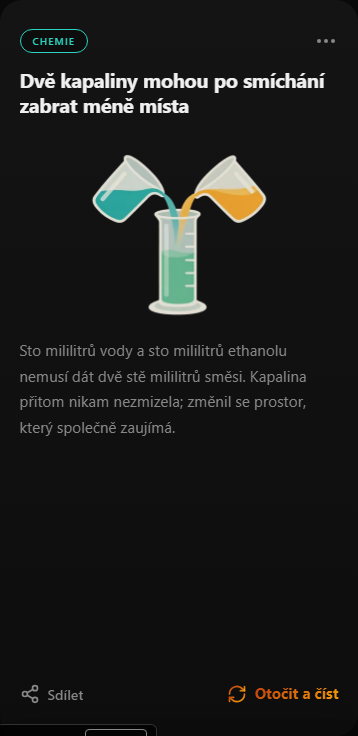 CHEMIE
Dvě kapaliny mohou po smíchání
zabrat méně místa
Sto mililitrů vody a sto mililitrů ethanolu
nemusí dát dvě stě mililitrů směsi. Kapalina
přitom nikam nezmizela; změnil se prostor,
který společně zaujímá.
Sdílet
Otočit a číst